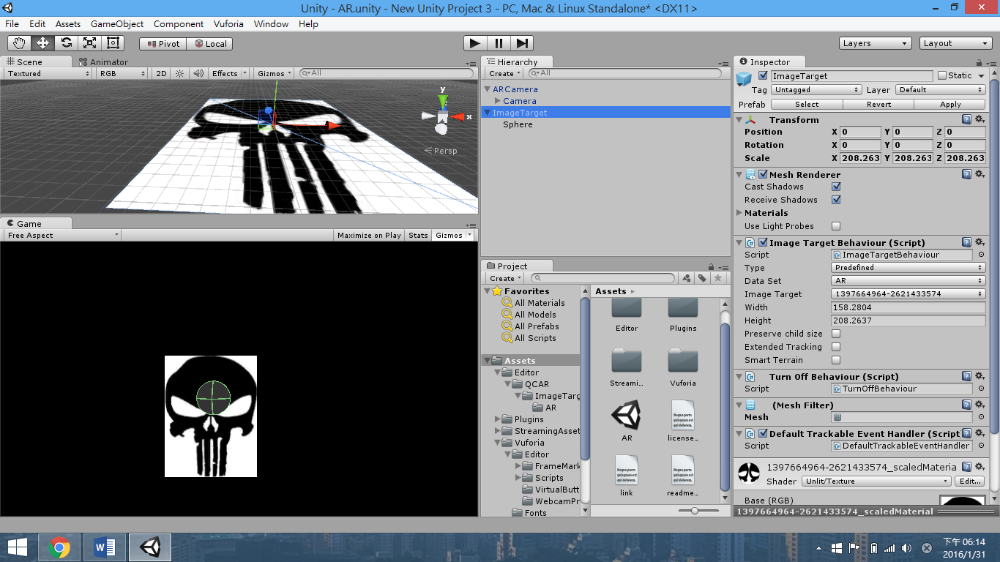 Unity - AR.unity - New Unity Project 3 - PC, Mac & Linux Standalone* <DX11>
File Edit Assets GameObject Component Vuforia Window Help
Pivot Local Layers Layout
Scene Animator
Textured RGB 2D Effects Gizmos All
y
x
Persp
Game
Free Aspect Maximize on Play Stats Gizmos
Hierarchy
Create All
ARCamera
Camera
ImageTarget
Sphere
Project
Create
Favorites
All Materials
All Models
All Prefabs
All Scripts
Assets
Editor
QCAR
ImageTarg
AR
Plugins
StreamingAsset
Vuforia
Editor
FrameMark
Scripts
VirtualButt
WebcamPr
Fonts
Assets
Editor Plugins
Streami... Vuforia
AR license...
link readme...
Inspector
ImageTarget Static
Tag Untagged Layer Default
Prefab Select Revert Apply
Transform
Position X 0 Y 0 Z 0
Rotation X 0 Y 0 Z 0
Scale X 208.263 Y 208.263 Z 208.263
Mesh Renderer
Cast Shadows
Receive Shadows
Materials
Use Light Probes
Image Target Behaviour (Script)
Script ImageTargetBehaviour
Type Predefined
Data Set AR
Image Target 1397664964-2621433574
Width 158.2804
Height 208.2637
Preserve child size
Extended Tracking
Smart Terrain
Turn Off Behaviour (Script)
Script TurnOffBehaviour
(Mesh Filter)
Mesh
Default Trackable Event Handler (Script)
Script DefaultTrackableEventHandler
1397664964-2621433574_scaledMateria
Shader Unlit/Texture Edit...
Base (RGB)
1397664964-2621433574_scaledMaterial
下午 06:14
2016/1/31